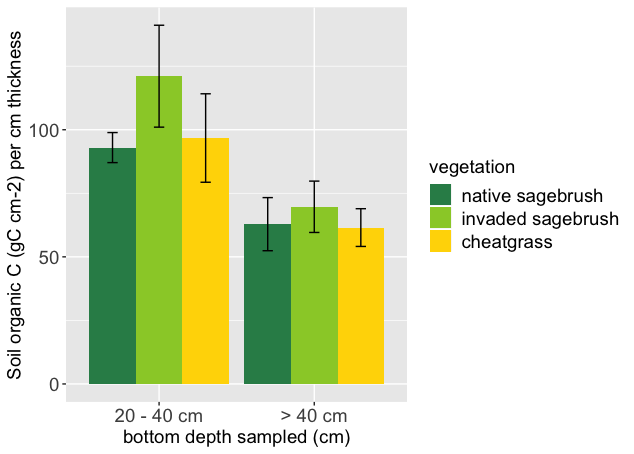 Soil organic C (gC cm-2) per cm thickness
100
50
0
20 - 40 cm
> 40 cm
bottom depth sampled (cm)
vegetation
native sagebrush
invaded sagebrush
cheatgrass